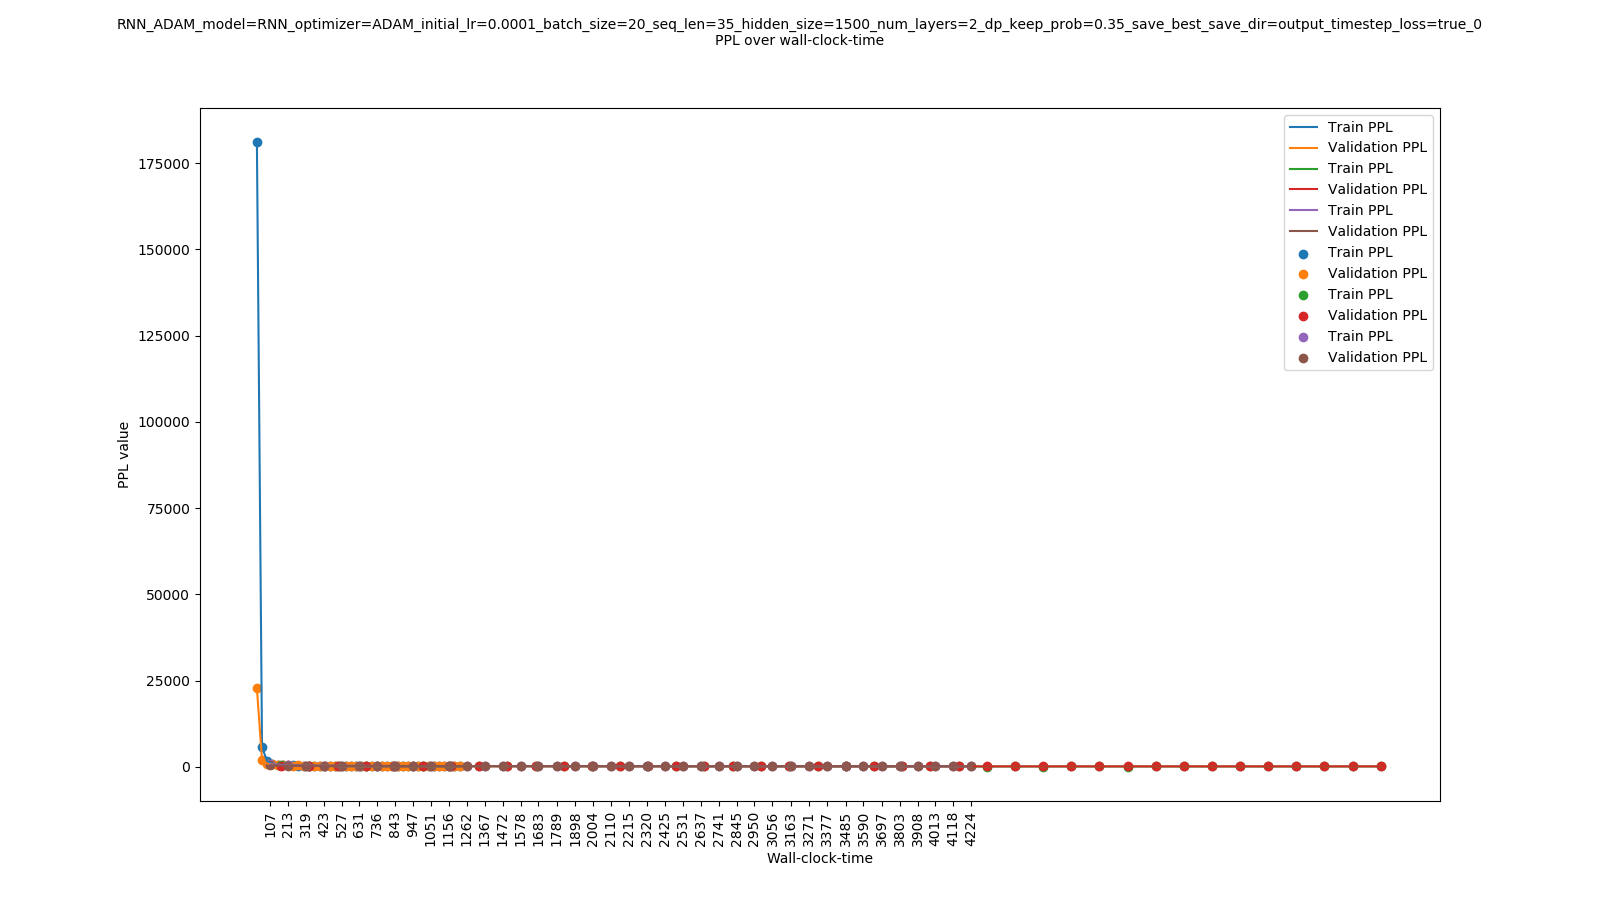 RNN_ADAM_model=RNN_optimizer=ADAM_initial_lr=0.0001_batch_size=20_seq_len=35_hidden_size=1500_num_layers=2_dp_keep_prob=0.35_save_best_save_dir=output_timestep_loss=true_0
PPL over wall-clock-time
Train PPL
Validation PPL
Train PPL
Validation PPL
Train PPL
Validation PPL
Train PPL
Validation PPL
Train PPL
Validation PPL
Train PPL
Validation PPL
PPL value
175000
150000
125000
100000
75000
50000
25000
0
107 213 319 423 527 631 736 843 947 1051 1156 1262 1367 1472 1578 1683 1789 1898 2004 2110 2215 2320 2425 2531 2637 2741 2845 2950 3056 3163 3271 3377 3485 3590 3697 3803 3908 4013 4118 4224
Wall-clock-time